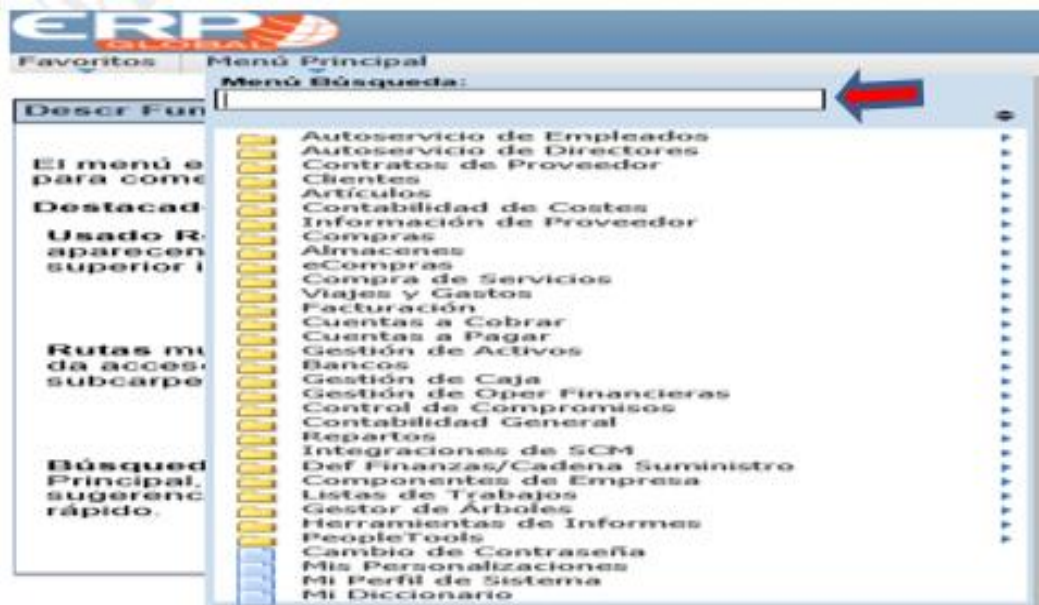 ERP
GLOBAL
Favoritos Menú Principal
Menú Búsqueda:
Descr Fun
El menú e
para come
Destacad
Usado R
aparecen
superior i
Rutas mu
da acces
subcarpe
Búsqued
Principal.
sugerenc
rápido.
Autoservicio de Empleados
Autoservicio de Directores
Contratos de Proveedor
Clientes
Artículos
Contabilidad de Costes
Información de Proveedor
Compras
Almacenes
eCompras
Compra de Servicios
Viajes y Gastos
Facturación
Cuentas a Cobrar
Cuentas a Pagar
Gestión de Activos
Bancos
Gestión de Caja
Gestión de Oper Financieras
Control de Compromisos
Contabilidad General
Repartos
Integraciones de SCM
Def Finanzas/Cadena Suministro
Componentes de Empresa
Listas de Trabajos
Gestor de Árboles
Herramientas de Informes
PeopleTools
Cambio de Contraseña
Mis Personalizaciones
Mi Perfil de Sistema
Mi Diccionario